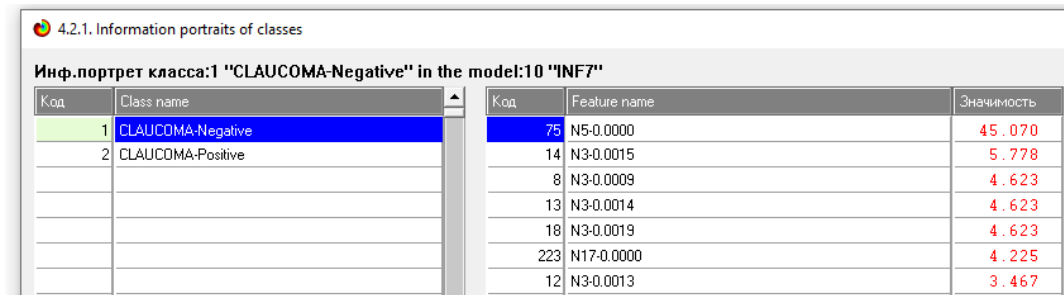 4.2.1. Information portraits of classes
Инф.портрет класса:1 "CLAUCOMA-Negative" in the model:10 "INF7"
Код Class name Код Feature name Значимость
1 CLAUCOMA-Negative 75 N5-0.0000 45.070
2 CLAUCOMA-Positive 14 N3-0.0015 5.778
8 N3-0.0009 4.623
13 N3-0.0014 4.623
18 N3-0.0019 4.623
223 N17-0.0000 4.225
12 N3-0.0013 3.467